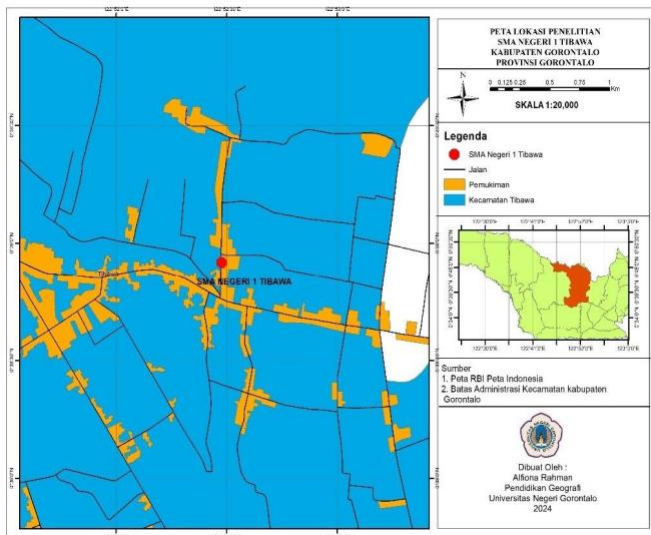 PETA LOKASI PENELITIAN
SMA NEGERI 1 TIBAWA
KABUPATEN GORONTALO
PROVINSI GORONTALO
N
0 0.125 0.25 0.5 0.75 1
Km
SKALA 1:20,000
Legenda
SMA Negeri 1 Tibawa
Jalan
Pemukiman
Kecamatan Tibawa
SMA NEGERI 1 TIBAWA
Sumber
1. Peta RBI Peta Indonesia
2. Batas Administrasi Kecamatan kabupaten
Gorontalo
Dibuat Oleh :
Alfiona Rahman
Pendidikan Geografi
Universitas Negeri Gorontalo
2024